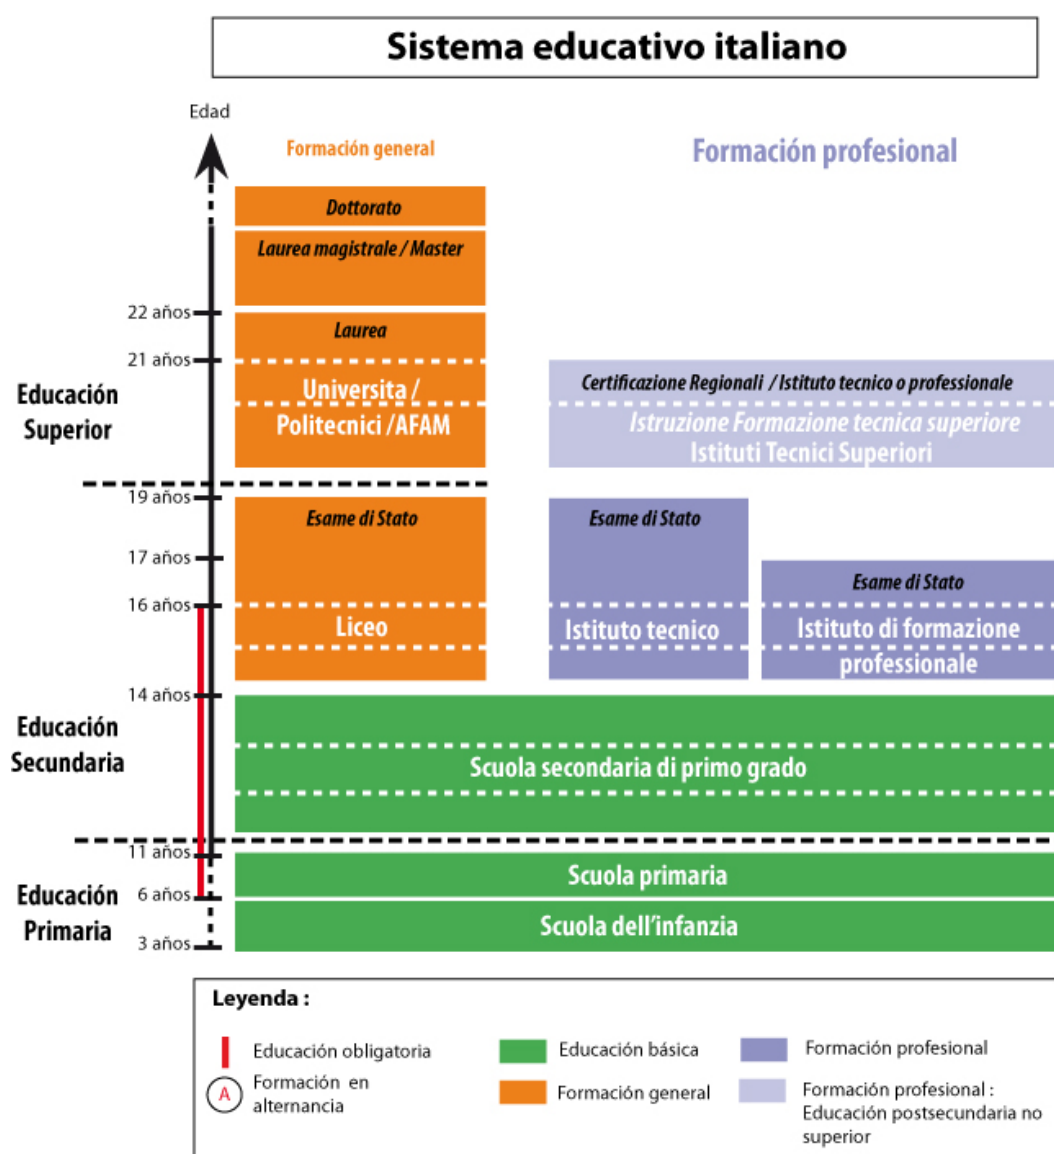 Sistema educativo italiano
Edad
Formación general
Formación profesional
Dottorato
Laurea magistrale / Master
22 años
Laurea
21 años
Universita /
Politecnici /AFAM
Certificazione Regionali / Istituto tecnico o professionale
Istruzione Formazione tecnica superiore
Istituti Tecnici Superiori
Educación
Superior
19 años
Esame di Stato
Esame di Stato
17 años
Esame di Stato
16 años
Liceo
Istituto tecnico
Istituto di formazione
professionale
14 años
Educación
Secundaria
Scuola secondaria di primo grado
11 años
Scuola primaria
Educación
Primaria
6 años
Scuola dell'infanzia
3 años
Leyenda :
Educación obligatoria
A
Formación en
alternancia
Educación básica
Formación general
Formación profesional
Formación profesional :
Educación postsecundaria no
superior